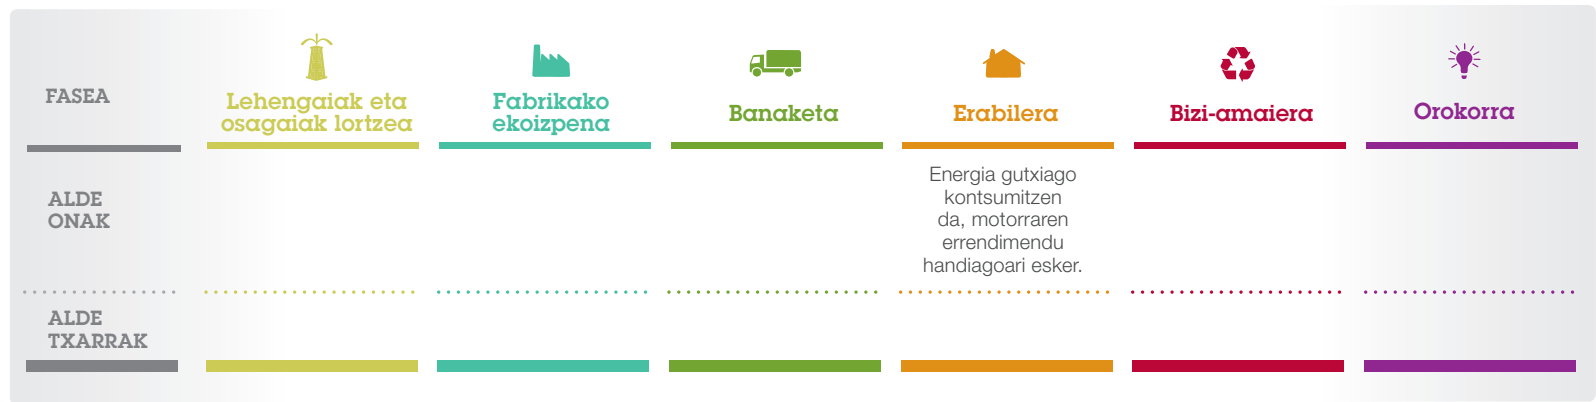 FASEA
Lehengaiak eta
osagaiak lortzea
Fabrikako
ekoizpena
Banaketa
Erabilera
Bizi-amaiera
Orokorra
ALDE
ONAK
Energia gutxiago
kontsumitzen
da, motorraren
errendimendu
handiagoari esker.
ALDE
TXARRAK